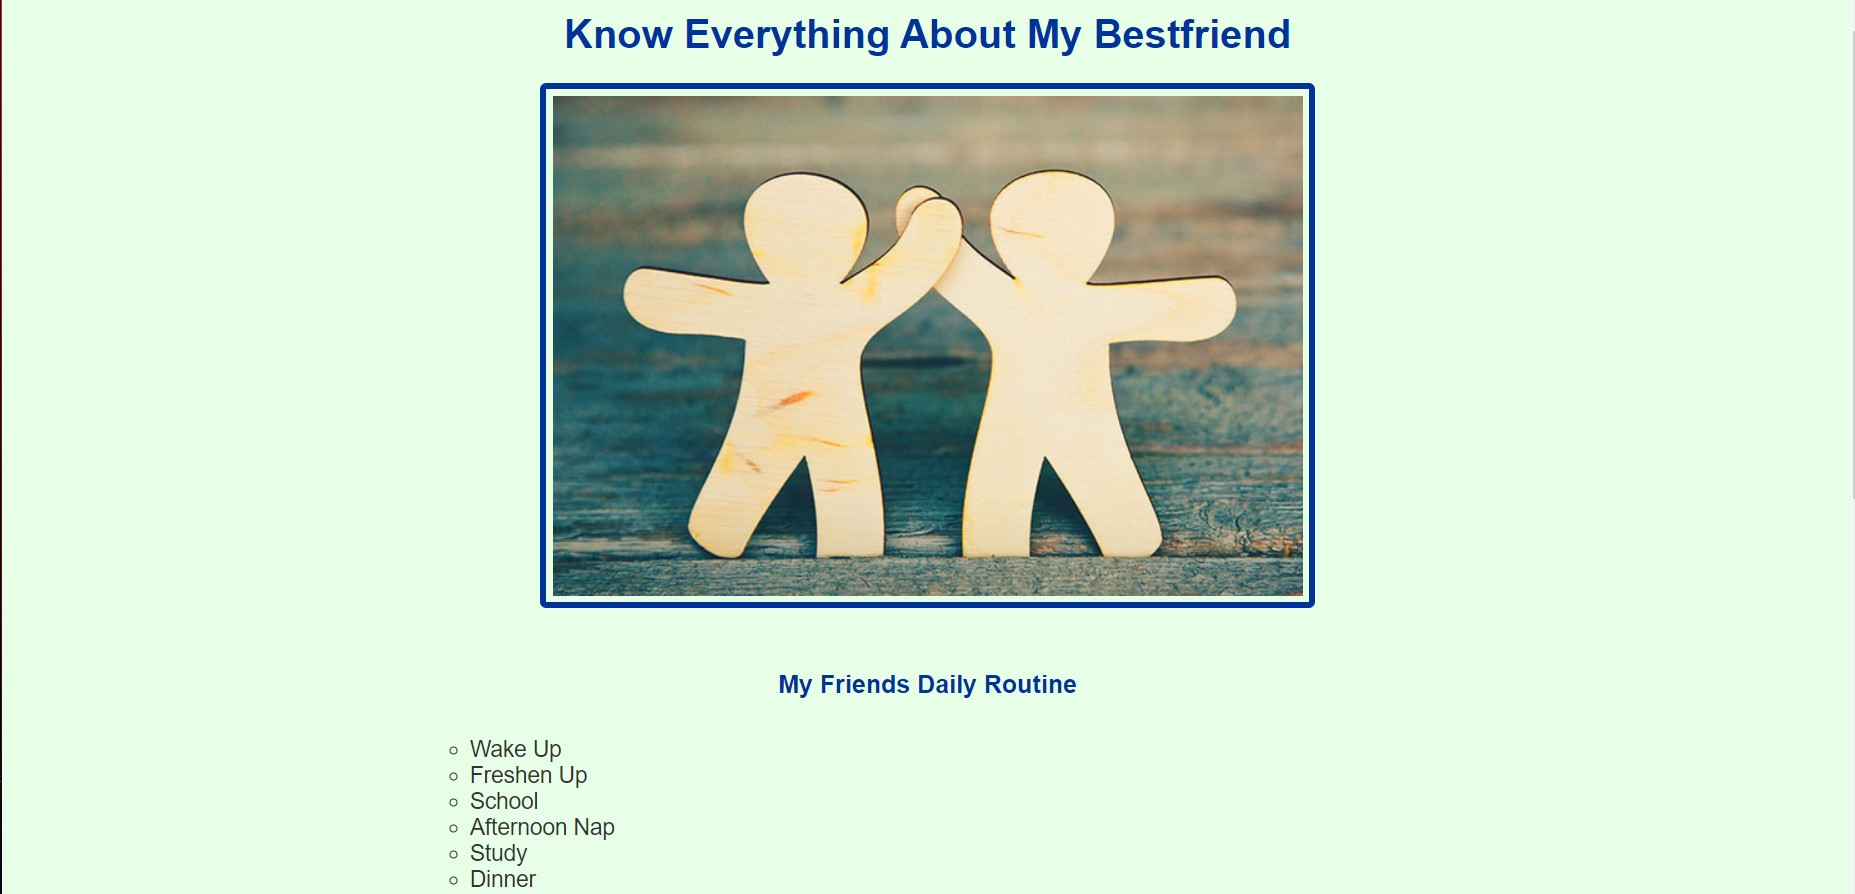 Know Everything About My Bestfriend
My Friends Daily Routine
Wake Up
Freshen Up
School
Afternoon Nap
Study
Dinner